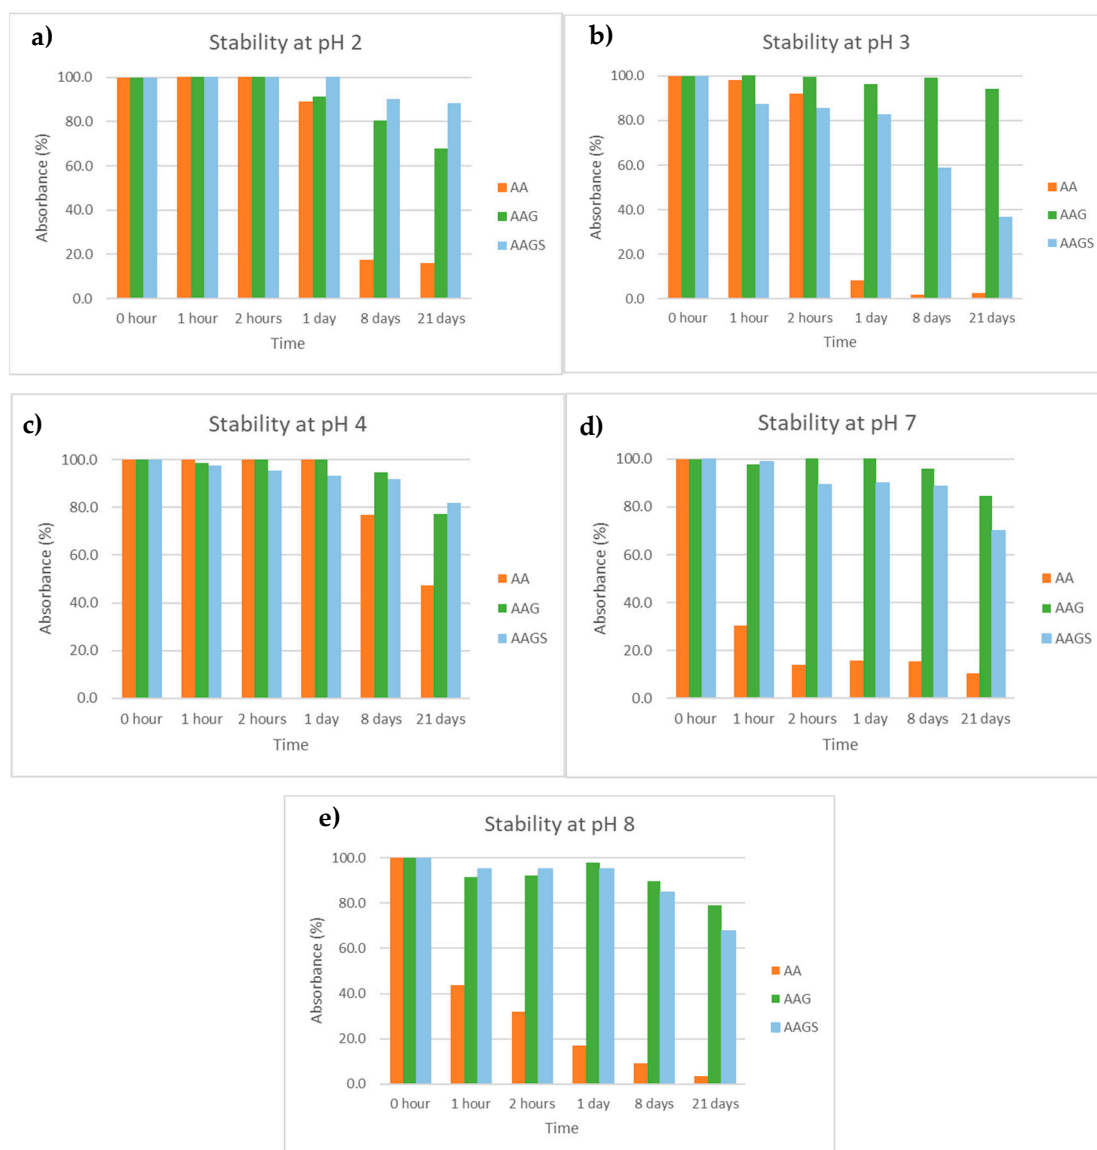 a)
Stability at pH 2
100.0
80.0
60.0
40.0
20.0
0.0
Absorbance (%)
0 hour 1 hour 2 hours 1 day 8 days 21 days
Time
AA
AAG
AAGS
b)
Stability at pH 3
100.0
80.0
60.0
40.0
20.0
0.0
Absorbance (%)
0 hour 1 hour 2 hours 1 day 8 days 21 days
Time
AA
AAG
AAGS
c)
Stability at pH 4
100.0
80.0
60.0
40.0
20.0
0.0
Absorbance (%)
0 hour 1 hour 2 hours 1 day 8 days 21 days
Time
AA
AAG
AAGS
d)
Stability at pH 7
100.0
80.0
60.0
40.0
20.0
0.0
Absorbance (%)
0 hour 1 hour 2 hours 1 day 8 days 21 days
Time
AA
AAG
AAGS
e)
Stability at pH 8
100.0
80.0
60.0
40.0
20.0
0.0
Absorbance (%)
0 hour 1 hour 2 hours 1 day 8 days 21 days
Time
AA
AAG
AAGS